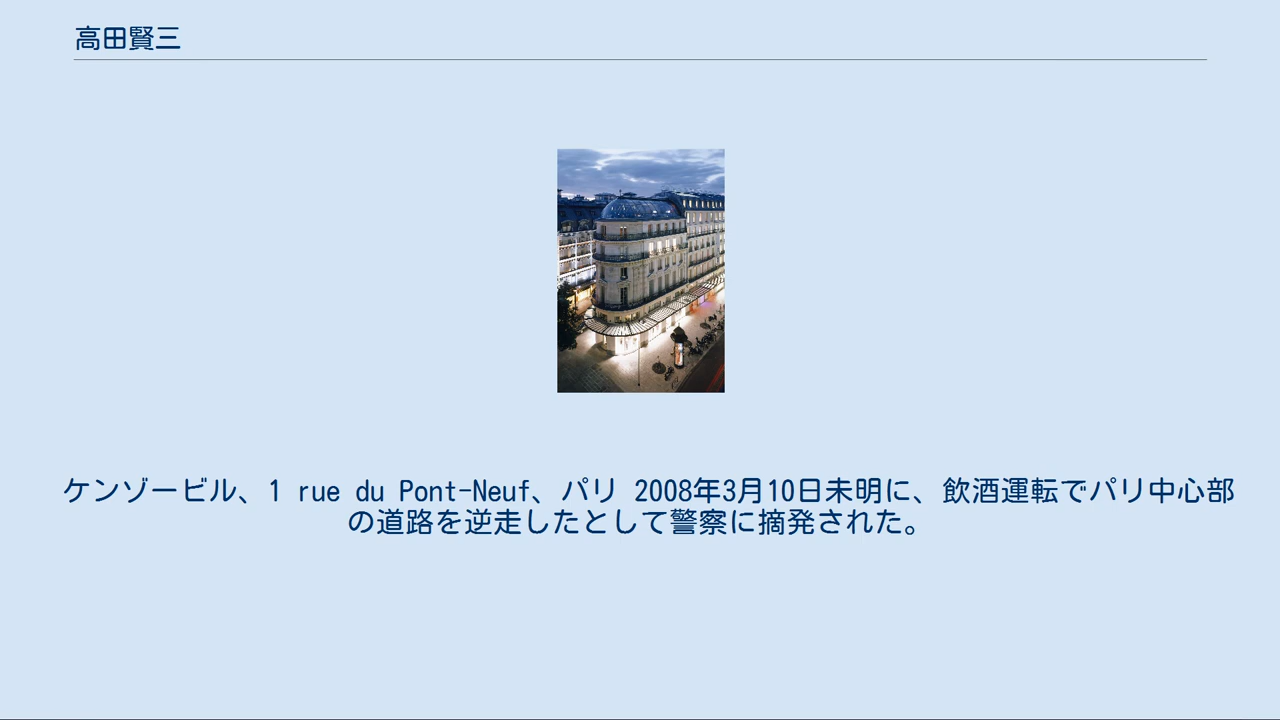 高田賢三
ケンゾービル、1 rue du Pont-Neuf、パリ 2008年3月10日未明に、飲酒運転でパリ中心部
の道路を逆走したとして警察に摘発された。